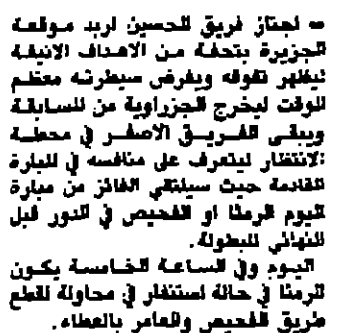 ∞ اجتاز فريق الحسين اربد موقعة
الجزيرة بتحفة من الاهداف الانيقة
ليظهر تفوقه ويفرض سيطرته معظم
الوقت ليخرج الجزراوية من المسابقة
ويبقى الفريق الاصفر في محطة
الانتظار ليتعرف على منافسه في المبارة
القادمة حيث سيلتقي الفائز من مبارة
اليوم الرمثا او الفحيص في الدور قبل
النهائي للبطولة.
اليوم وفي الساعة الخامسة يكون
الرمثا في حالة استنفار في محاولة لقطع
طريق الفحيص والعامر بالعطاء.